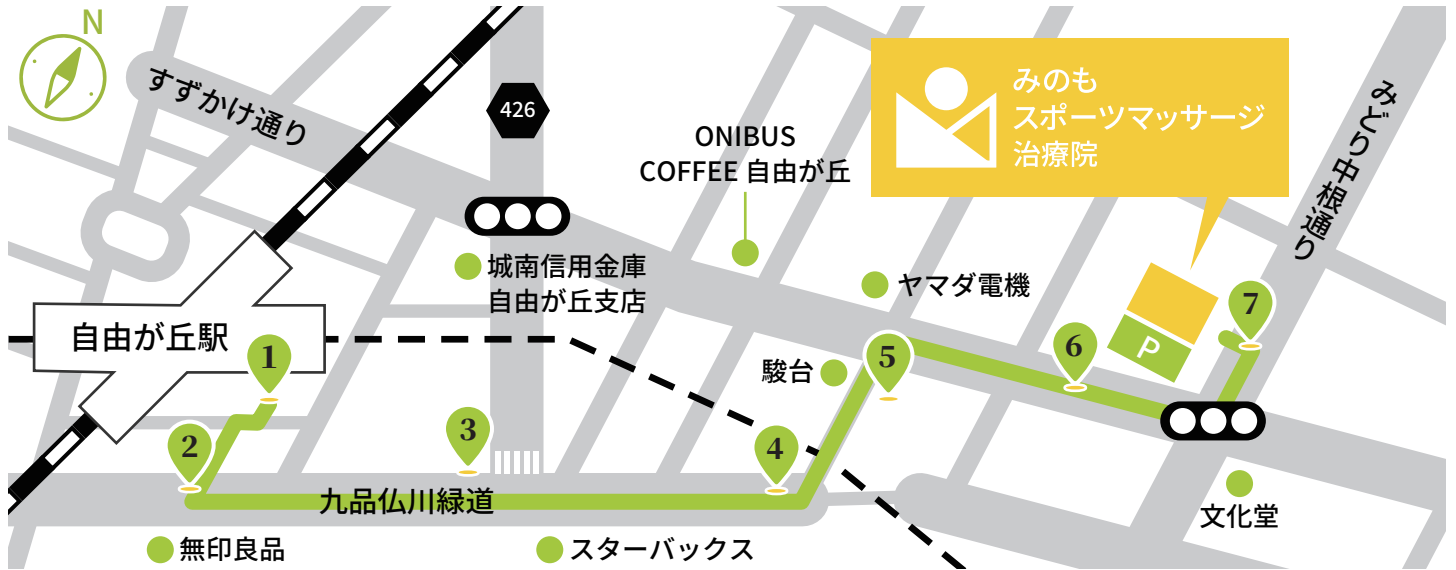 N
すずかけ通り
426
ONIBUS
COFFEE 自由が丘
みのも
スポーツマッサージ
治療院
みどり中根通り
城南信用金庫
自由が丘支店
ヤマダ電機
自由が丘駅
1
7
P
6
5
駿台
2
3
4
九品仏川緑道
文化堂
無印良品
スターバックス